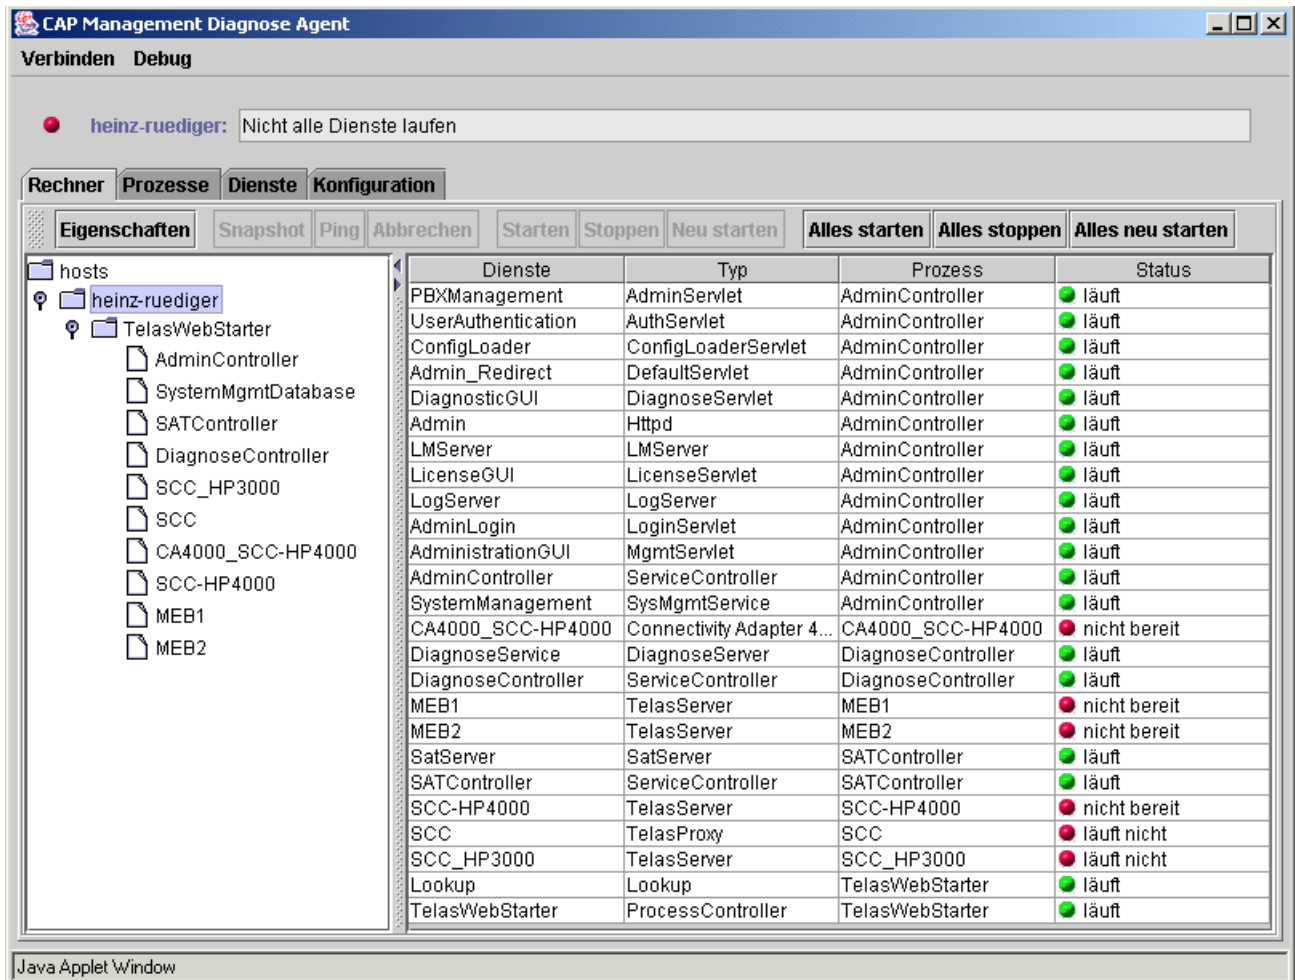 CAP Management Diagnose Agent
Verbinden Debug
heinz-ruediger: Nicht alle Dienste laufen
Rechner Prozesse Dienste Konfiguration
Eigenschaften Snapshot Ping Abbrechen Starten Stoppen Neu starten Alles starten Alles stoppen Alles neu starten
hosts
heinz-ruediger
TelasWebStarter
AdminController
SystemMgmtDatabase
SATController
DiagnoseController
SCC_HP3000
SCC
CA4000_SCC-HP4000
SCC-HP4000
MEB1
MEB2
Dienste Typ Prozess Status
PBXManagement AdminServlet AdminController läuft
UserAuthentication AuthServlet AdminController läuft
ConfigLoader ConfigLoaderServlet AdminController läuft
Admin_Redirect DefaultServlet AdminController läuft
DiagnosticGUI DiagnoseServlet AdminController läuft
Admin Httpd AdminController läuft
LMServer LMServer AdminController läuft
LicenseGUI LicenseServlet AdminController läuft
LogServer LogServer AdminController läuft
AdminLogin LoginServlet AdminController läuft
AdministrationGUI MgmtServlet AdminController läuft
AdminController ServiceController AdminController läuft
SystemManagement SysMgmtService AdminController läuft
CA4000_SCC-HP4000 Connectivity Adapter 4... CA4000_SCC-HP4000 nicht bereit
DiagnoseService DiagnoseServer DiagnoseController läuft
DiagnoseController ServiceController DiagnoseController läuft
MEB1 TelasServer MEB1 nicht bereit
MEB2 TelasServer MEB2 nicht bereit
SatServer SatServer SATController läuft
SATController ServiceController SATController läuft
SCC-HP4000 TelasServer SCC-HP4000 nicht bereit
SCC TelasProxy SCC läuft nicht
SCC_HP3000 TelasServer SCC_HP3000 läuft nicht
Lookup Lookup TelasWebStarter läuft
TelasWebStarter ProcessController TelasWebStarter läuft
Java Applet Window